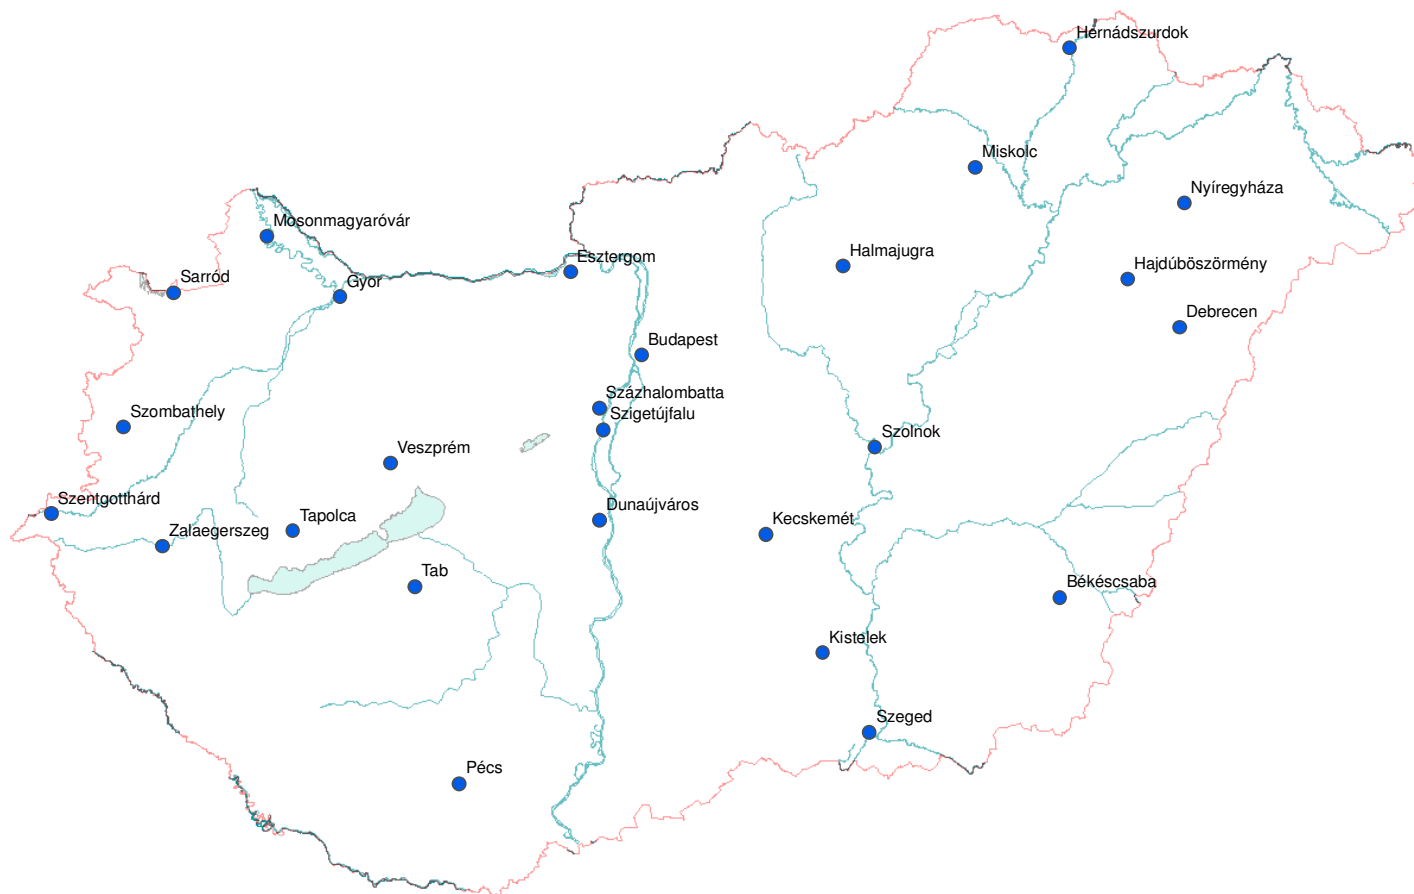 Hernádszurdok
Miskolc
Nyíregyháza
Mosonmagyaróvár
Halmajugra
Esztergom
Hajdúböszörmény
Sarród
Gyor
Debrecen
Budapest
Százhalombatta
Szombathely
Szigetújfalu
Szolnok
Veszprém
Szentgotthárd
Dunaújváros
Tapolca
Kecskemét
Zalaegerszeg
Tab
Békéscsaba
Kistelek
Szeged
Pécs